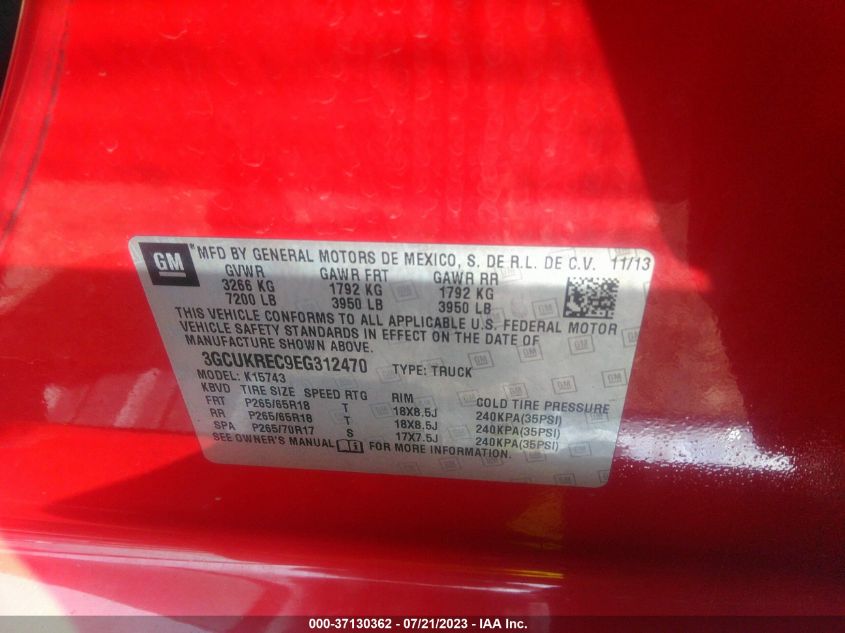 GM
MFD BY GENERAL MOTORS DE MEXICO, S. DE R.L. DE C.V. 11/13
GVWR GAWR FRT GAWR RR
3266 KG 1792 KG 1792 KG
7200 LB 3950 LB 3950 LB
THIS VEHICLE CONFORMS TO ALL APPLICABLE U.S. FEDERAL MOTOR
VEHICLE SAFETY STANDARDS IN EFFECT ON THE DATE OF
MANUFACTURE SHOWN ABOVE.
3GCUKREC9EG312470 TYPE: TRUCK
MODEL: K15743
KBVD TIRE SIZE SPEED RTG RIM COLD TIRE PRESSURE
FRT P265/65R18 T 18X8.5J 240KPA(35PSI)
RR P265/65R18 T 18X8.5J 240KPA(35PSI)
SPA P265/70R17 S 17X7.5J 240KPA(35PSI)
SEE OWNER'S MANUAL FOR MORE INFORMATION.
000-37130362 - 07/21/2023 - IAA Inc.